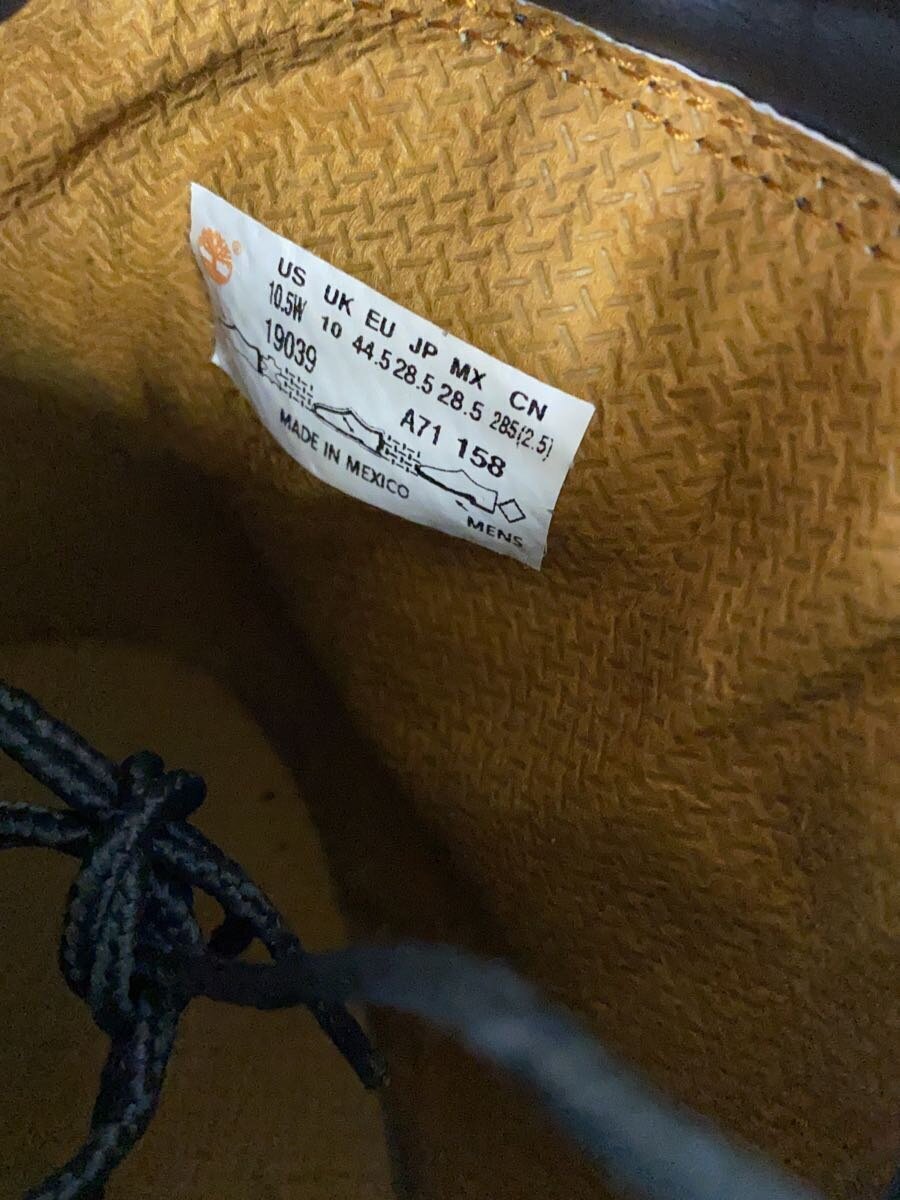 ®
US UK EU JP MX CN
10.5W 10 44.5 28.5 28.5 285(2.5)
19039 A71 158
MADE IN MEXICO
MENS